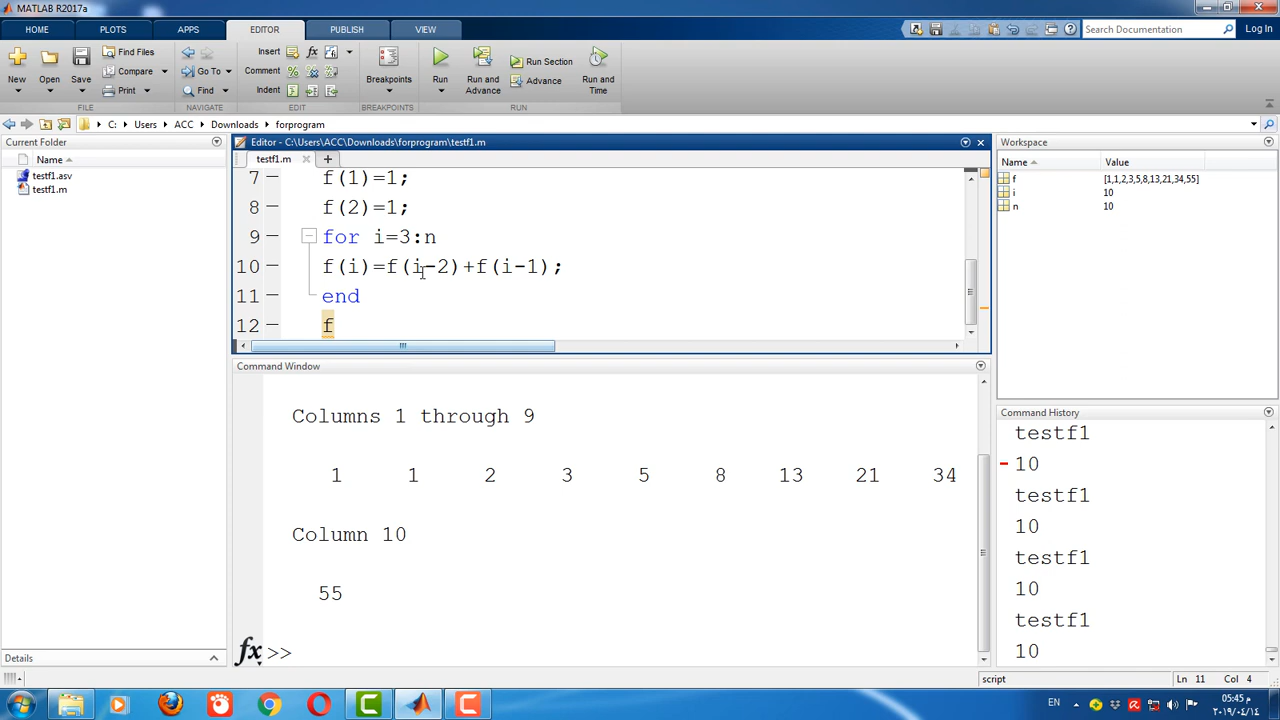 MATLAB R2017a
HOME PLOTS APPS EDITOR PUBLISH VIEW
Search Documentation
Log In
New Open Save
Find Files
Compare
Print
FILE
Go To
Find
NAVIGATE
Insert fx
Comment
Indent
EDIT
Breakpoints
BREAKPOINTS
Run
Run and Advance
Run Section
Advance
Run and Time
RUN
C: Users ACC Downloads forprogram
Current Folder
Name
testf1.asv
testf1.m
Details
Editor - C:\Users\ACC\Downloads\forprogram\testf1.m
testf1.m
7 — f(1)=1;
8 — f(2)=1;
9 — for i=3:n
10 — f(i)=f(i-2)+f(i-1);
11 — end
12 — f
Command Window
Columns 1 through 9
1 1 2 3 5 8 13 21 34
Column 10
55
fx >>
Workspace
Name Value
f [1,1,2,3,5,8,13,21,34,55]
i 10
n 10
Command History
testf1
10
testf1
10
testf1
10
testf1
10
script Ln 11 Col 4
EN
05:45 م
٢٠١٩/٠٤/١٤